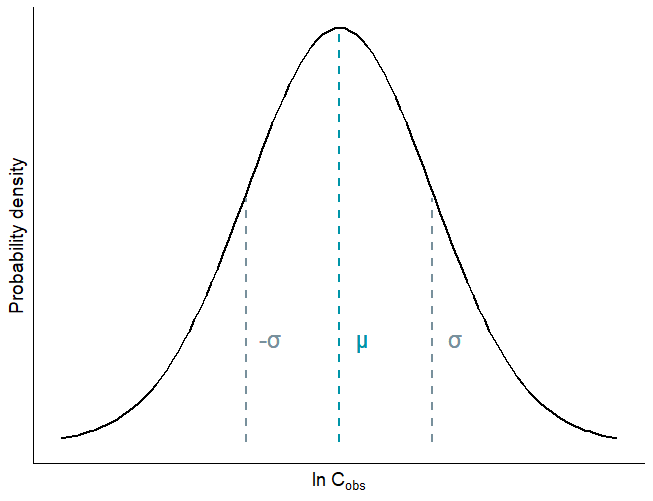 Probability density
-σ
μ
σ
ln C_obs